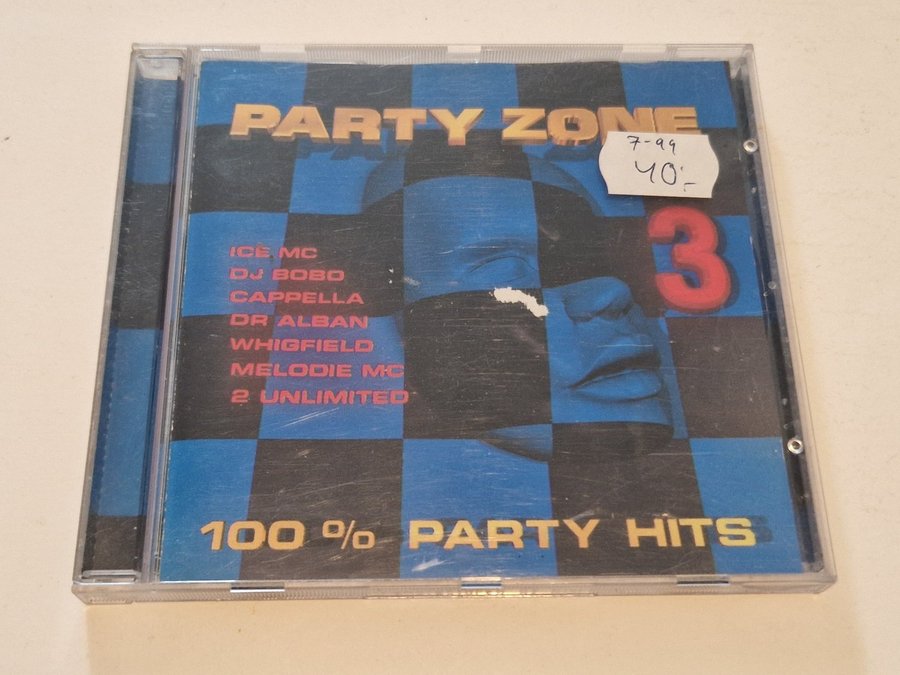 PARTY ZONE
7-99
40:-
3
ICE MC
DJ BOBO
CAPPELLA
DR ALBAN
WHIGFIELD
MELODIE MC
2 UNLIMITED
100 % PARTY HITS